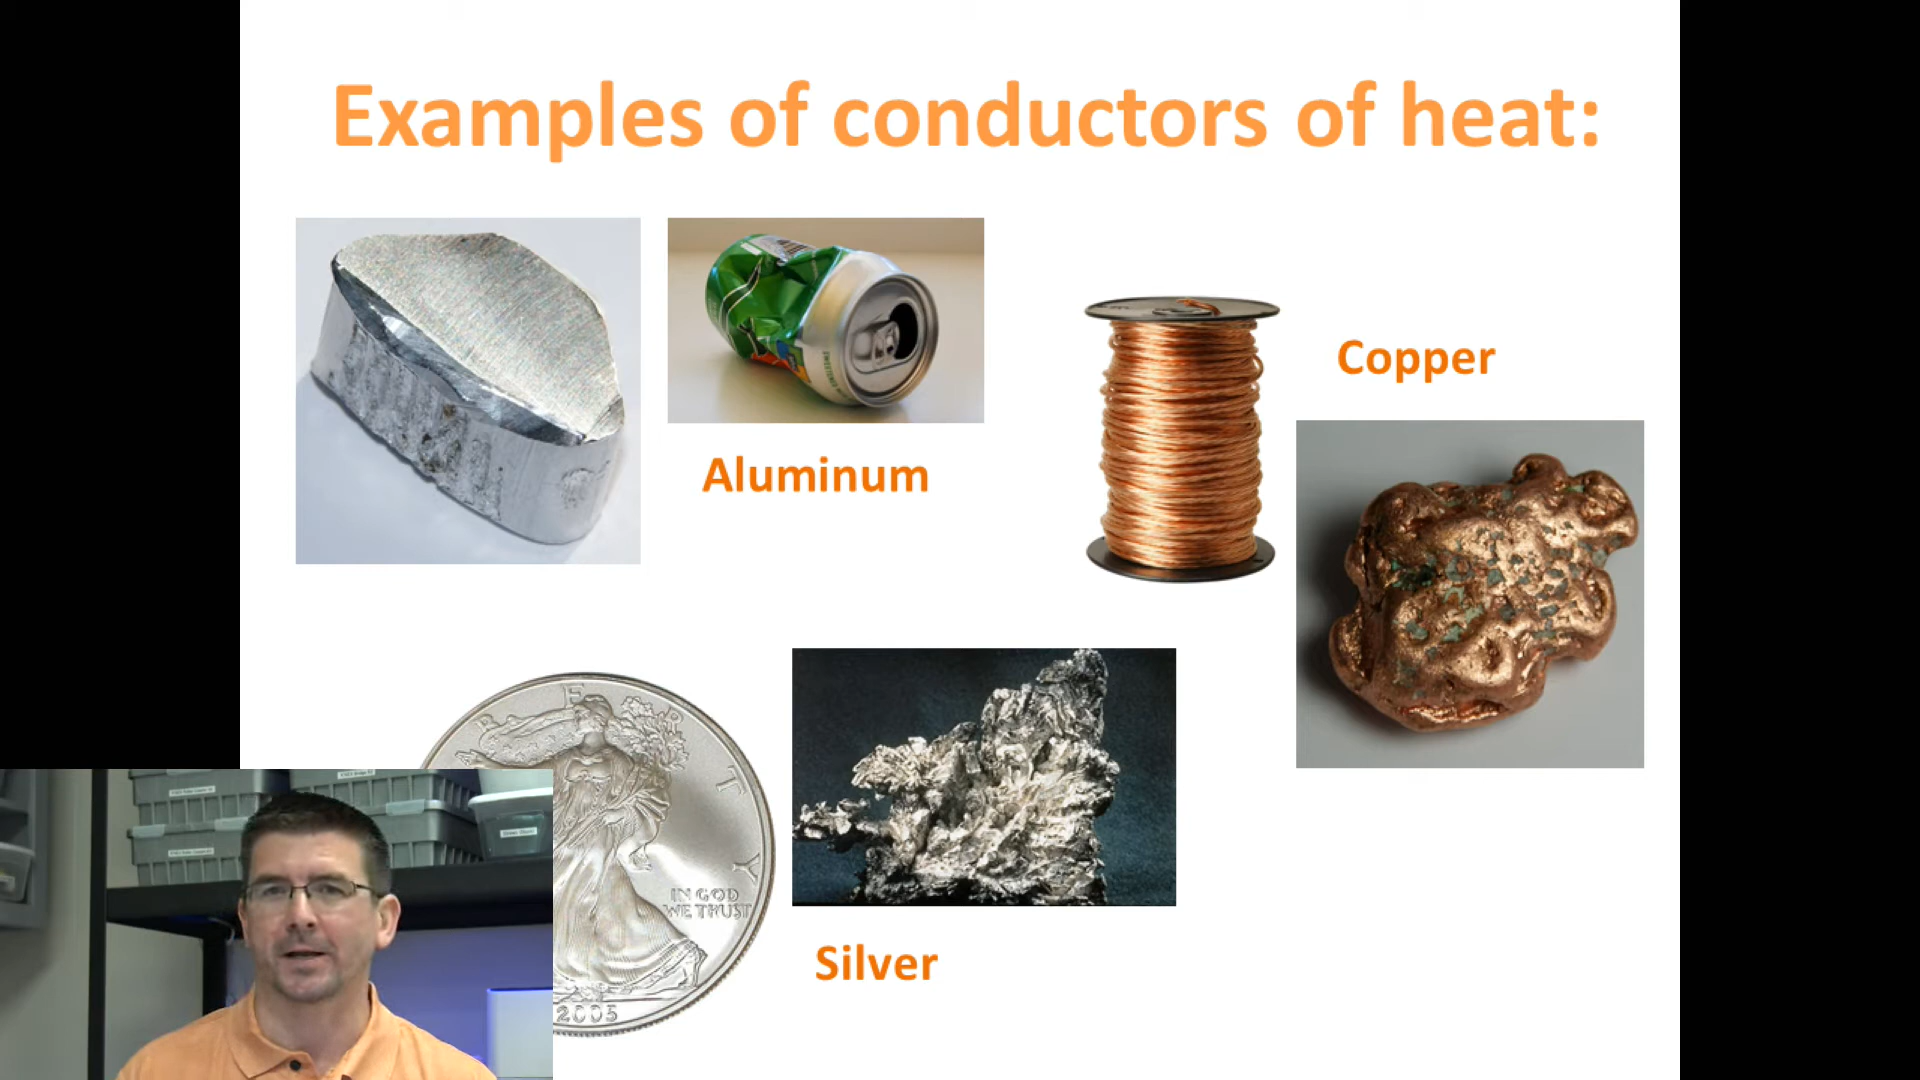 Examples of conductors of heat:
Aluminum
Copper
T
Y
IN GOD
WE TRUST
2005
Silver